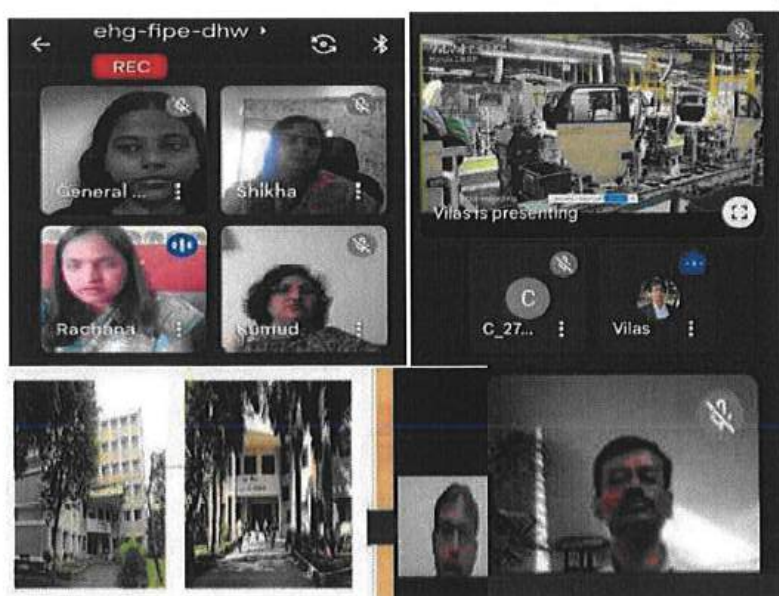 ehg-fipe-dhw
REC
General ...
Shikha
Rachana
Kumud
Vilas is presenting
C
C_27...
Vilas